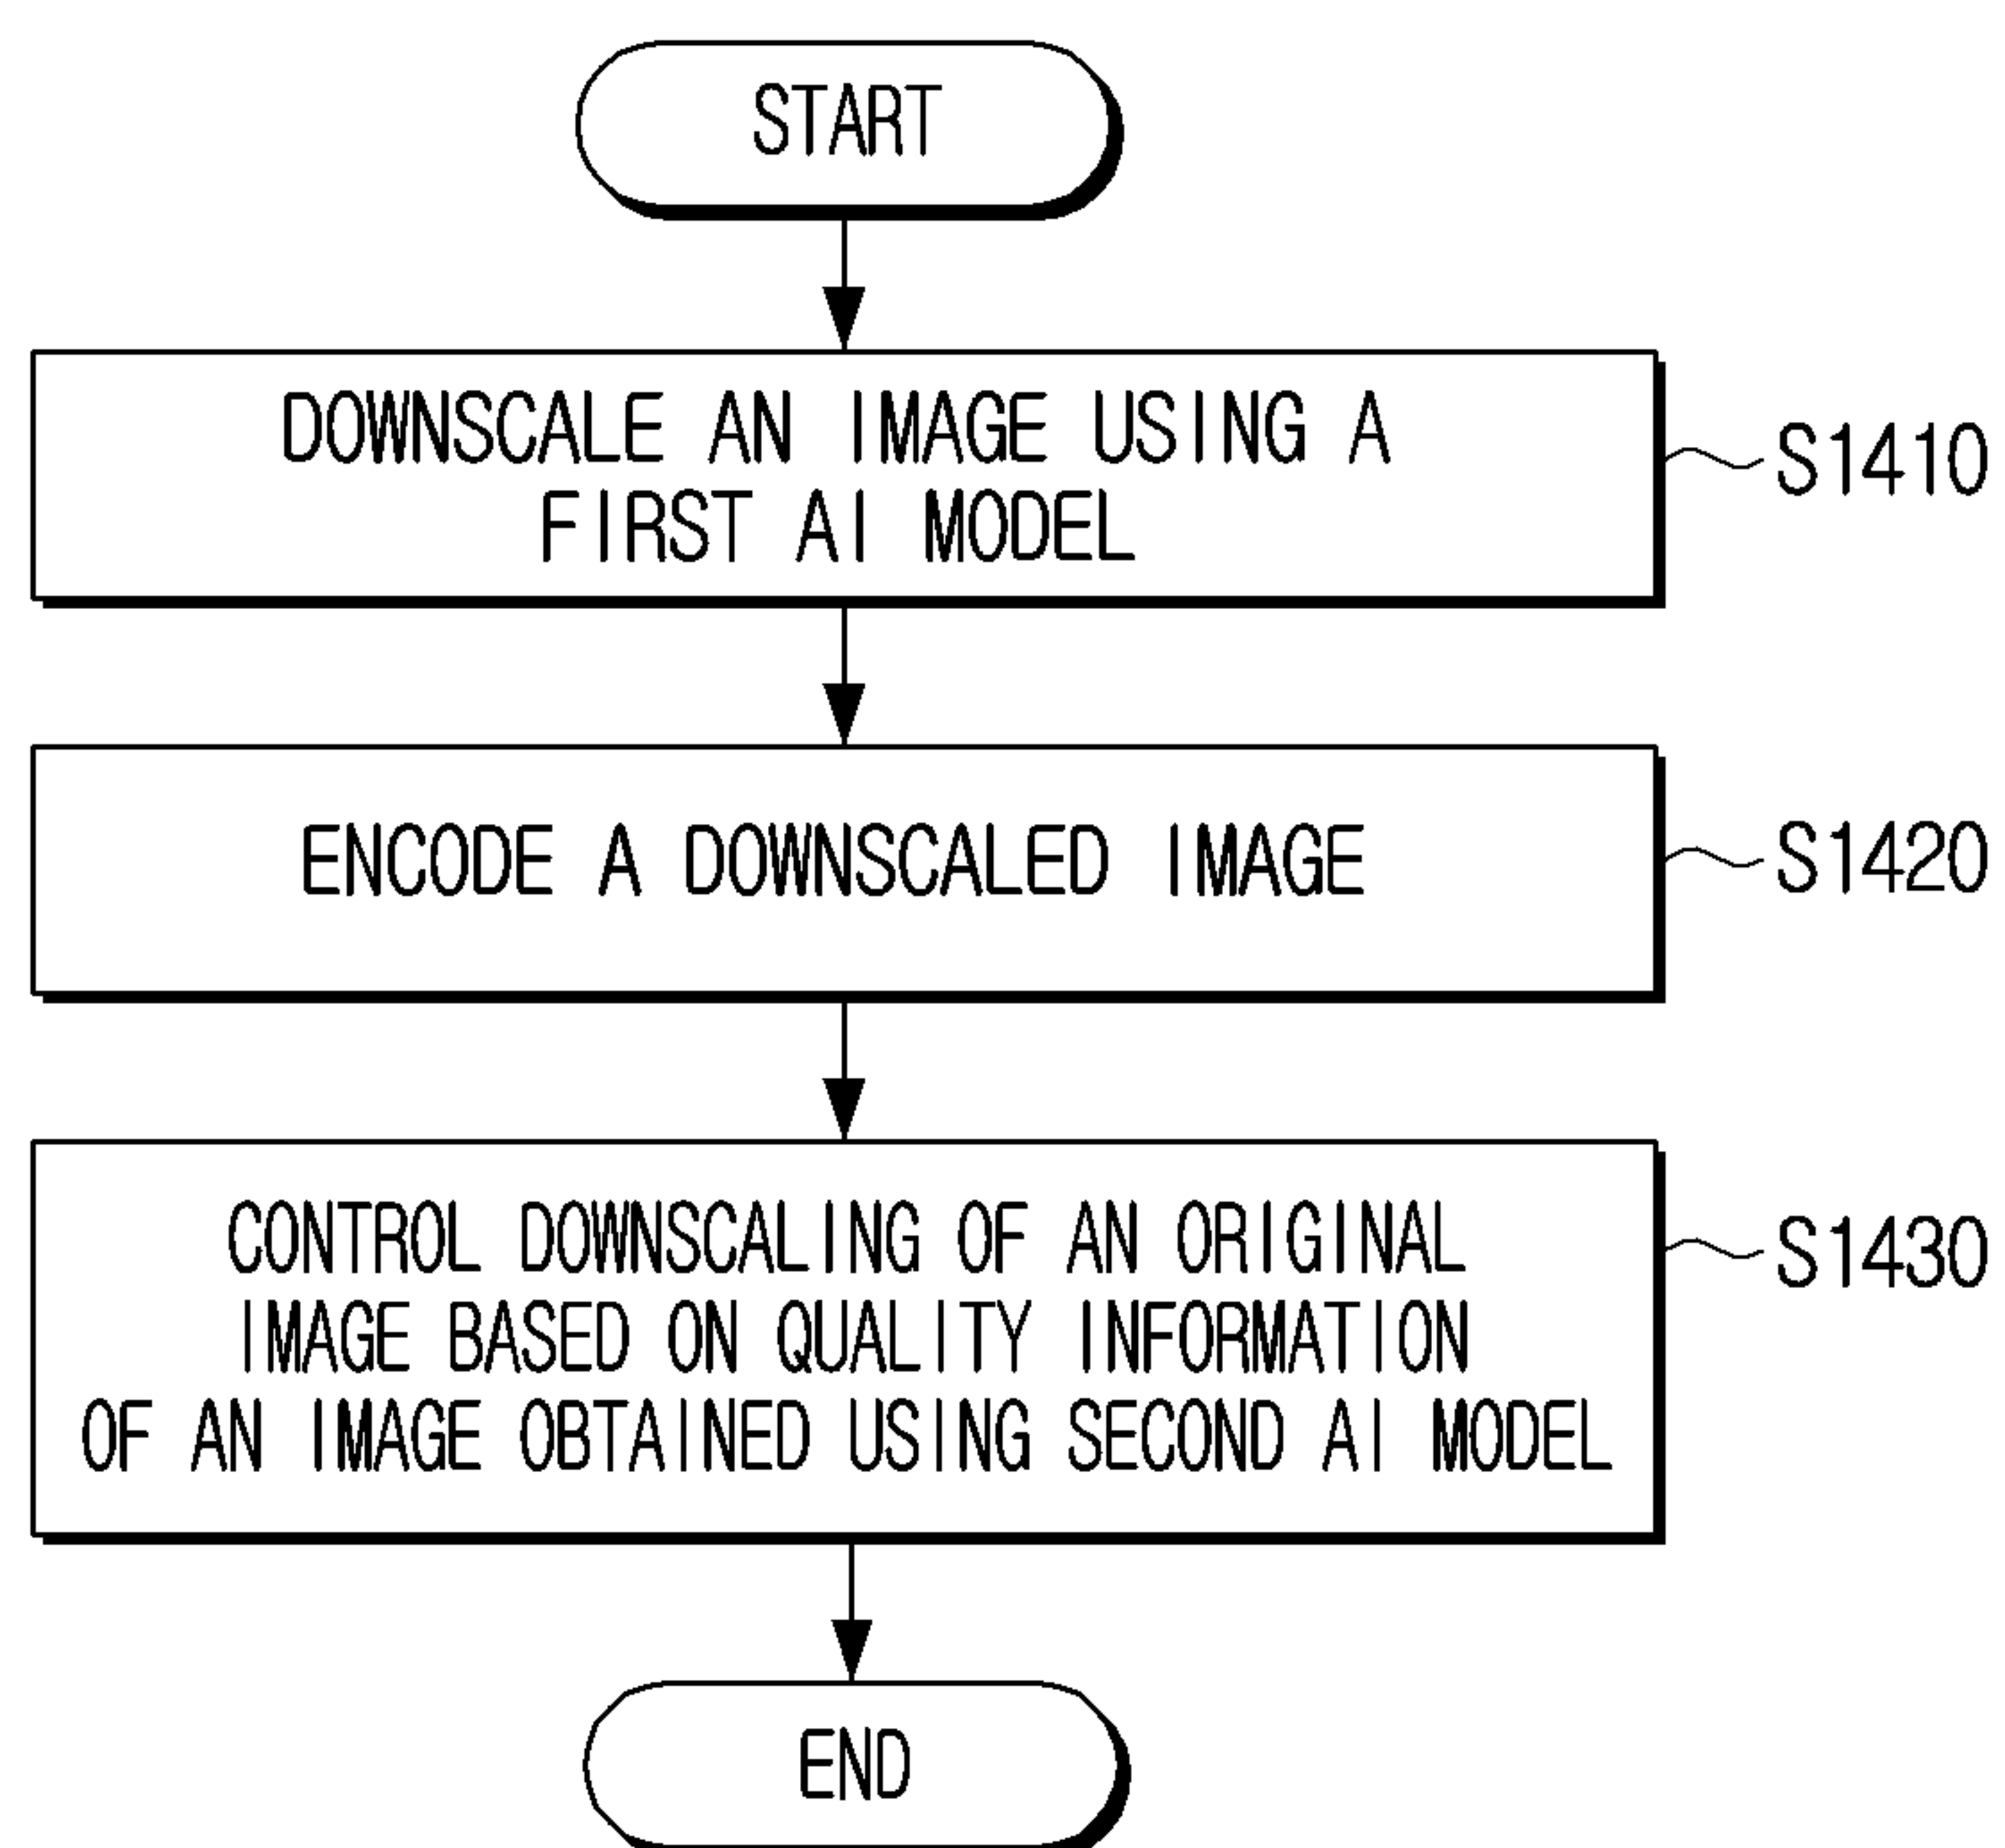 START
DOWNSCALE AN IMAGE USING A
FIRST AI MODEL
S1410
ENCODE A DOWNSCALED IMAGE
S1420
CONTROL DOWNSCALING OF AN ORIGINAL
IMAGE BASED ON QUALITY INFORMATION
OF AN IMAGE OBTAINED USING SECOND AI MODEL
S1430
END